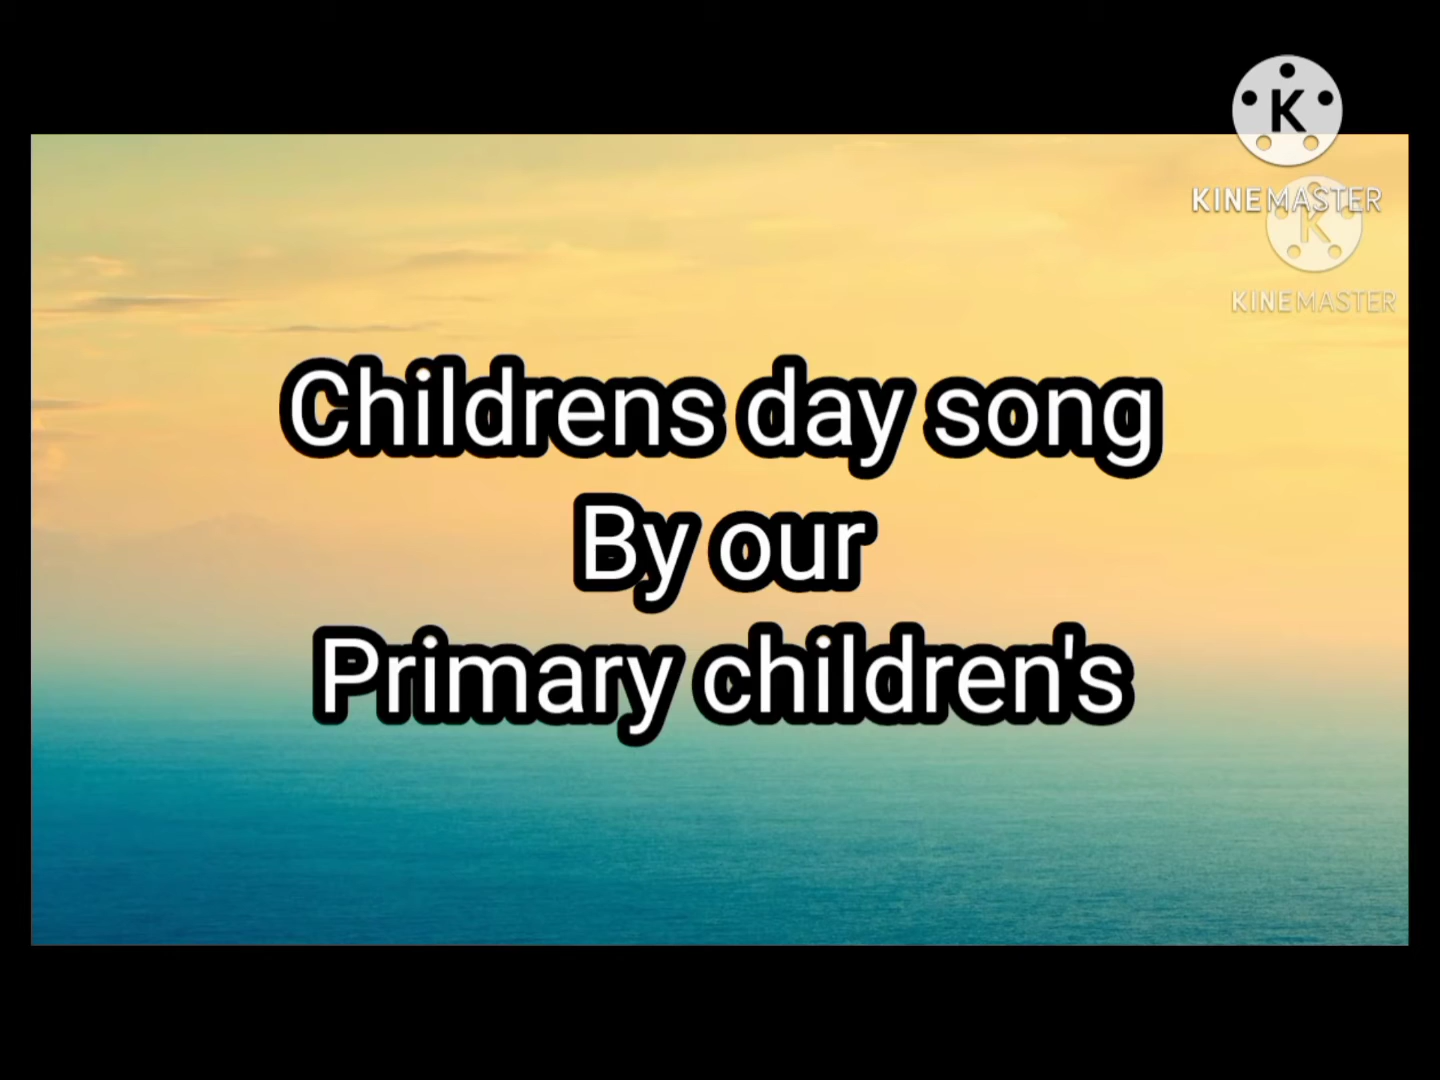 K
KINEMASTER
K
KINEMASTER
Childrens day song
By our
Primary children's